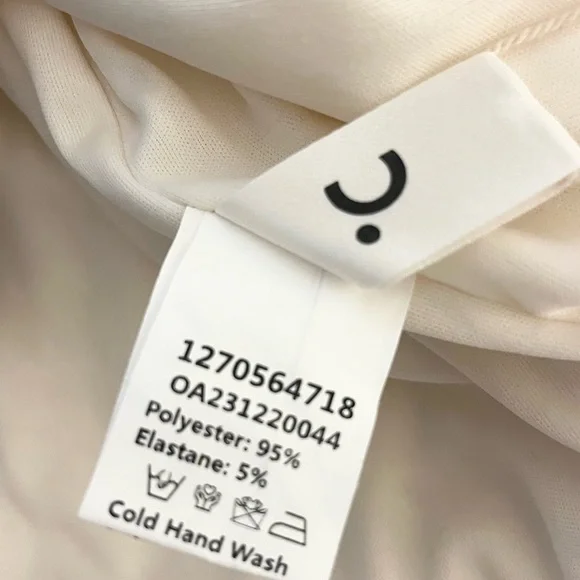 1270564718
OA231220044
Polyester: 95%
Elastane: 5%
Cold Hand Wash